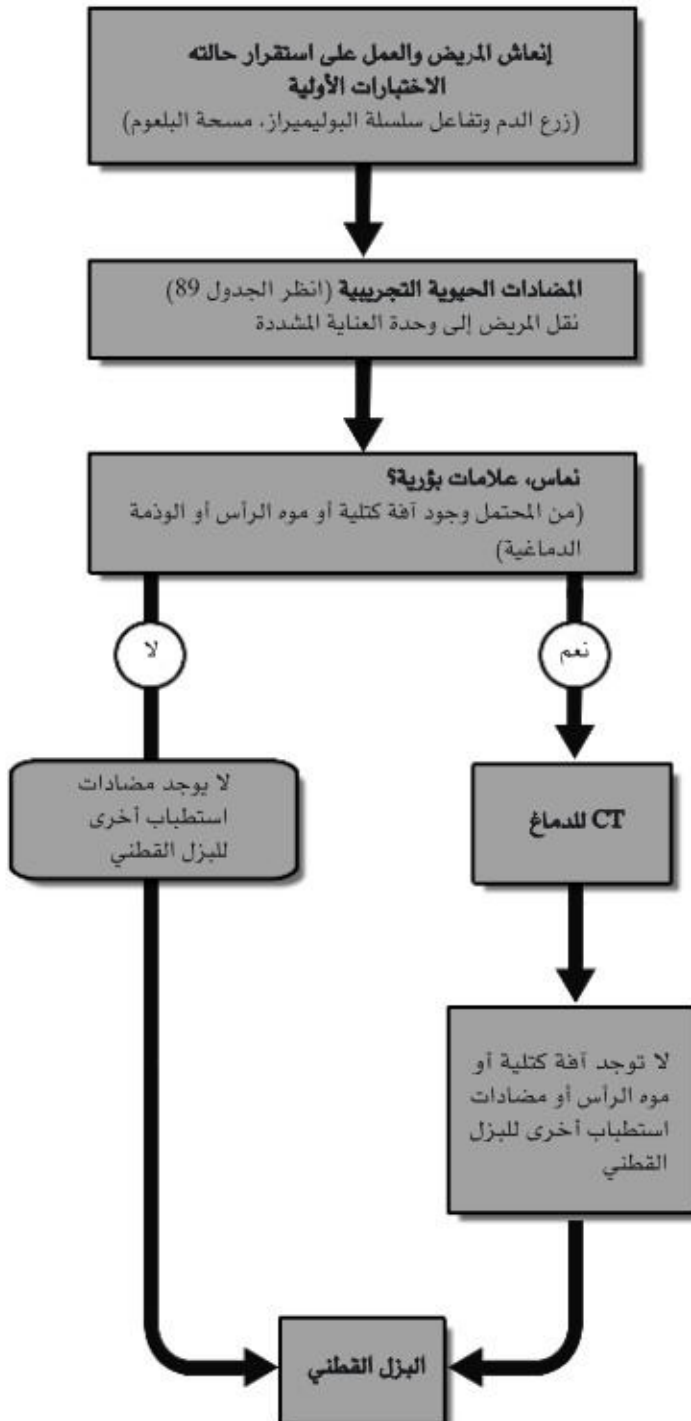 إنعاش المريض والعمل على استقرار حالته
الاختبارات الأولية
(زرع الدم وتفاعل سلسلة البوليميراز، مسحة البلعوم)
المضادات الحيوية التجريبية (انظر الجدول 89)
نقل المريض إلى وحدة العناية المشددة
نعاس، علامات بؤرية؟
(من المحتمل وجود آفة كتلية أو موه الرأس أو الوذمة
الدماغية)
نعم
لا
CT للدماغ
لا يوجد مضادات
استطباب أخرى
للبزل القطني
لا توجد آفة كتلية أو
موه الرأس أو مضادات
استطباب أخرى للبزل
القطني
البزل القطني